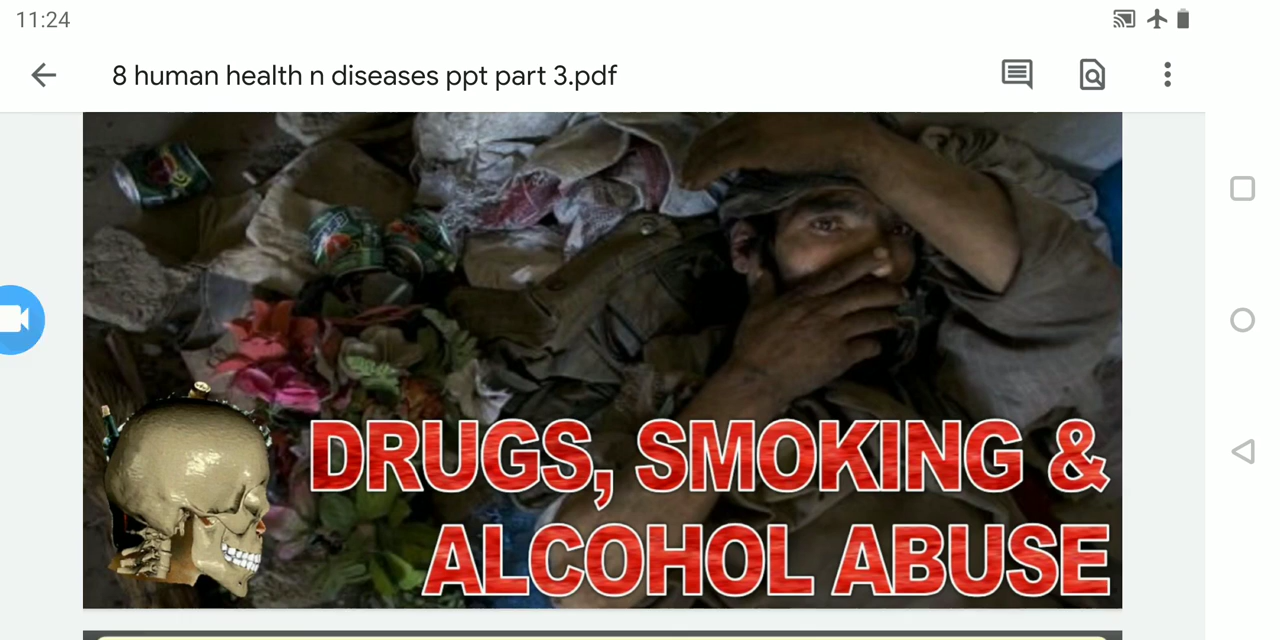 11:24
8 human health n diseases ppt part 3.pdf
DRUGS, SMOKING &
ALCOHOL ABUSE